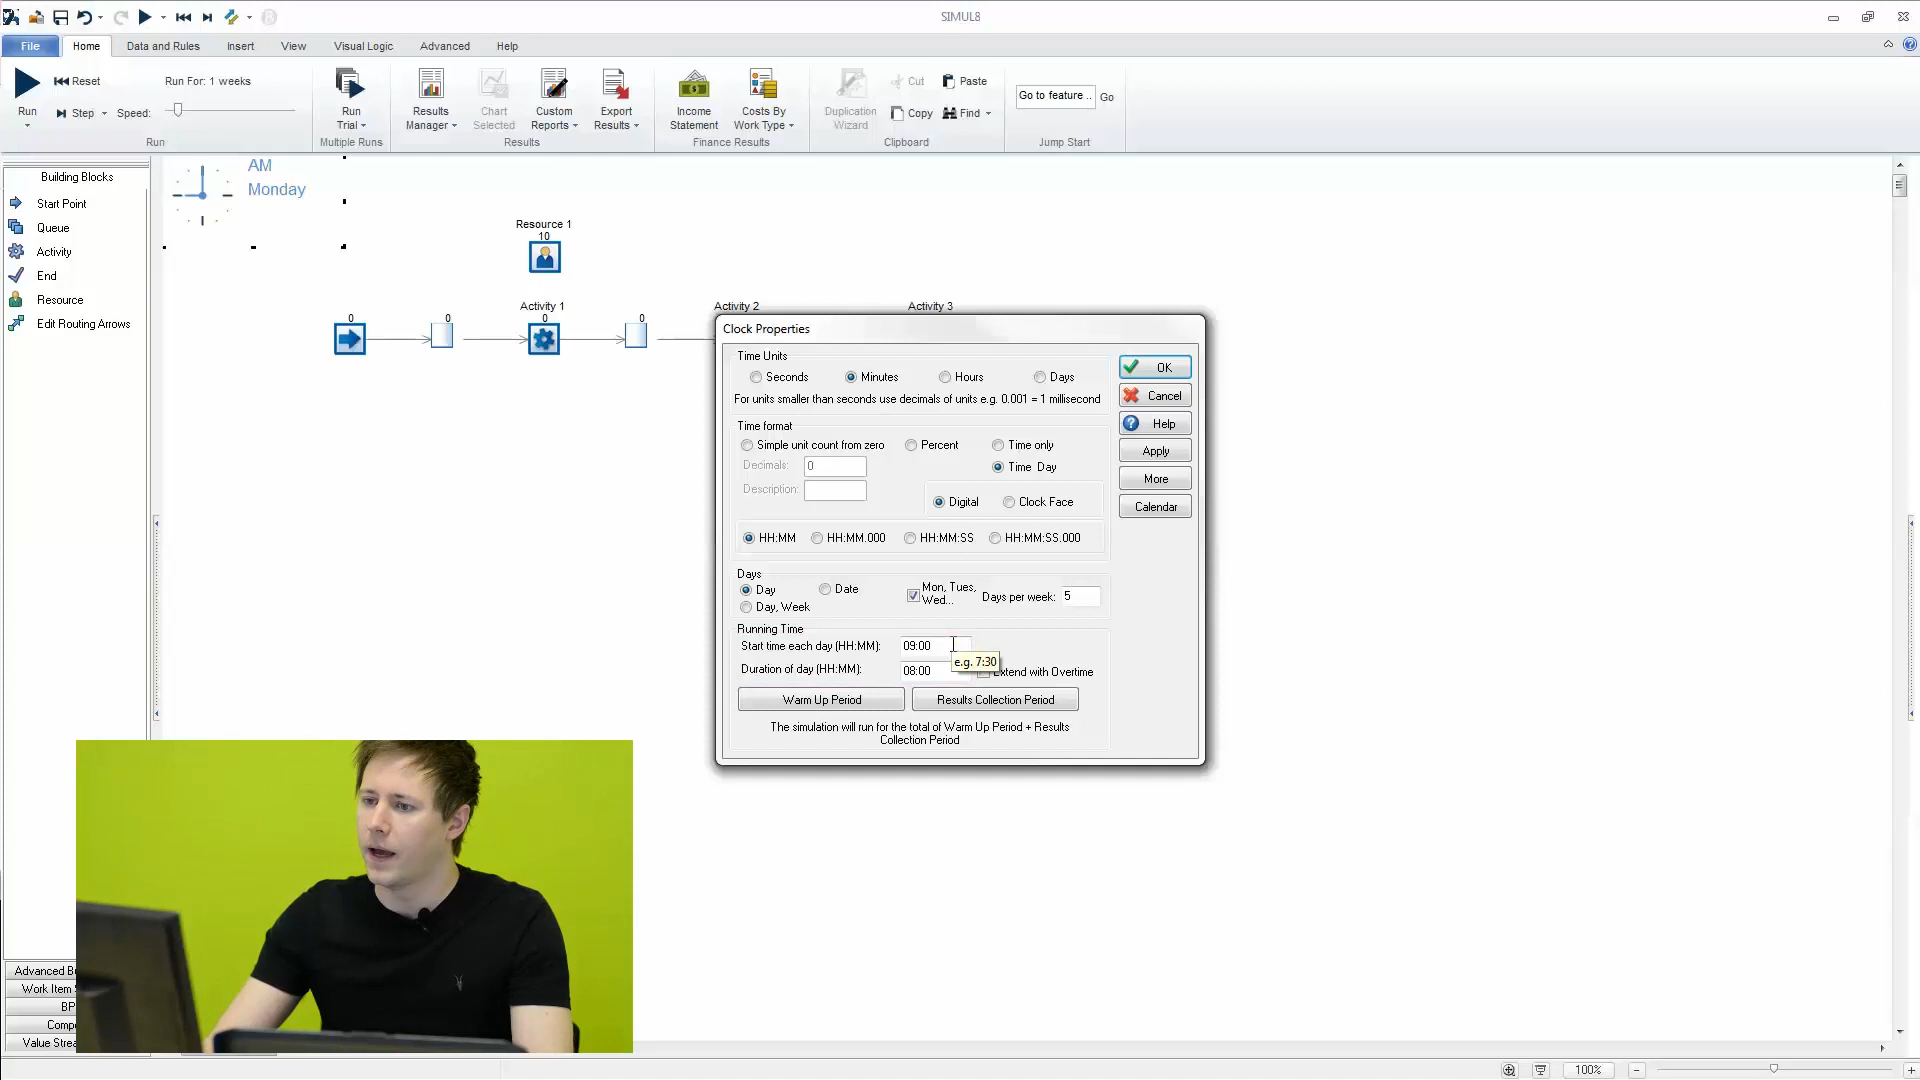 SIMUL8
File Home Data and Rules Insert View Visual Logic Advanced Help
Run
Reset
Step
Run For: 1 weeks
Speed:
Run
Run Trial
Multiple Runs
Results Manager
Chart Selected
Custom Reports
Export Results
Results
Income Statement
Costs By Work Type
Finance Results
Duplication Wizard
Cut
Copy
Paste
Find
Clipboard
Go to feature .. Go
Jump Start
Building Blocks
Start Point
Queue
Activity
End
Resource
Edit Routing Arrows
AM
Monday
Resource 1
10
Activity 1 Activity 2 Activity 3
0 0 0 0
Clock Properties
Time Units
Seconds Minutes Hours Days
For units smaller than seconds use decimals of units e.g. 0.001 = 1 millisecond
Time format
Simple unit count from zero Percent Time only
Decimals: 0 Time Day
Description:
Digital Clock Face
HH:MM HH:MM.000 HH:MM:SS HH:MM:SS.000
Days
Day Date
Day, Week
Mon, Tues,
Wed...
Days per week: 5
Running Time
Start time each day (HH:MM): 09:00
e.g. 7:30
Duration of day (HH:MM): 08:00 Extend with Overtime
Warm Up Period Results Collection Period
The simulation will run for the total of Warm Up Period + Results
Collection Period
OK
Cancel
Help
Apply
More
Calendar
Advanced B
Work Item
BP
Comp
Value Strea
100%